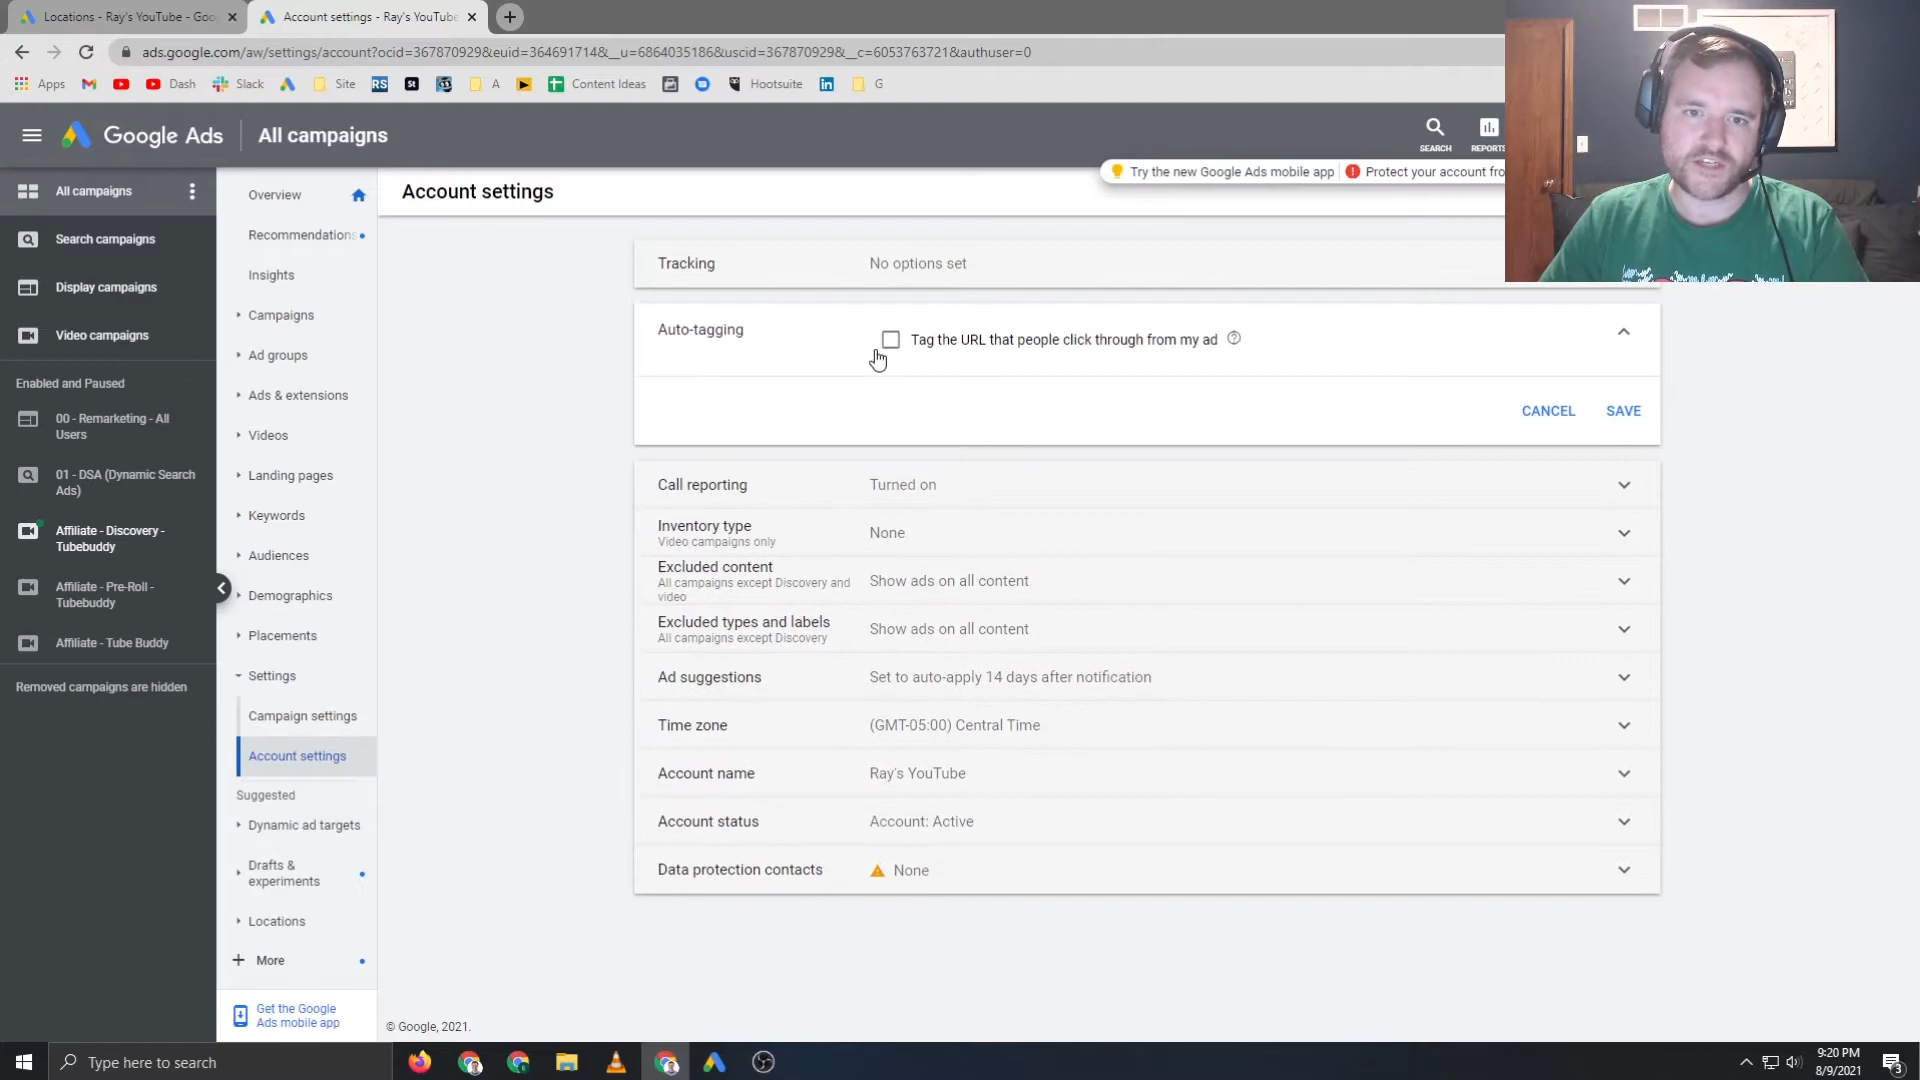 Locations - Ray's YouTube - Goo
Account settings - Ray's YouTube
ads.google.com/aw/settings/account?ocid=367870929&euid=364691714&__u=6864035186&uscid=367870929&__c=6053763721&authuser=0
Apps
Dash
Slack
Site
RS
St
A
Content Ideas
Hootsuite
G
Google Ads
All campaigns
SEARCH
REPORTS
Try the new Google Ads mobile app
Protect your account fro
All campaigns
Search campaigns
Display campaigns
Video campaigns
Enabled and Paused
00 - Remarketing - All
Users
01 - DSA (Dynamic Search
Ads)
Affiliate - Discovery -
Tubebuddy
Affiliate - Pre-Roll -
Tubebuddy
Affiliate - Tube Buddy
Removed campaigns are hidden
Overview
Recommendations
Insights
Campaigns
Ad groups
Ads & extensions
Videos
Landing pages
Keywords
Audiences
Demographics
Placements
Settings
Campaign settings
Account settings
Suggested
Dynamic ad targets
Drafts &
experiments
Locations
More
Get the Google
Ads mobile app
Account settings
Tracking
No options set
Auto-tagging
Tag the URL that people click through from my ad
CANCEL
SAVE
Call reporting
Turned on
Inventory type
Video campaigns only
None
Excluded content
All campaigns except Discovery and
video
Show ads on all content
Excluded types and labels
All campaigns except Discovery
Show ads on all content
Ad suggestions
Set to auto-apply 14 days after notification
Time zone
(GMT-05:00) Central Time
Account name
Ray's YouTube
Account status
Account: Active
Data protection contacts
None
© Google, 2021.
Type here to search
9:20 PM
8/9/2021
3